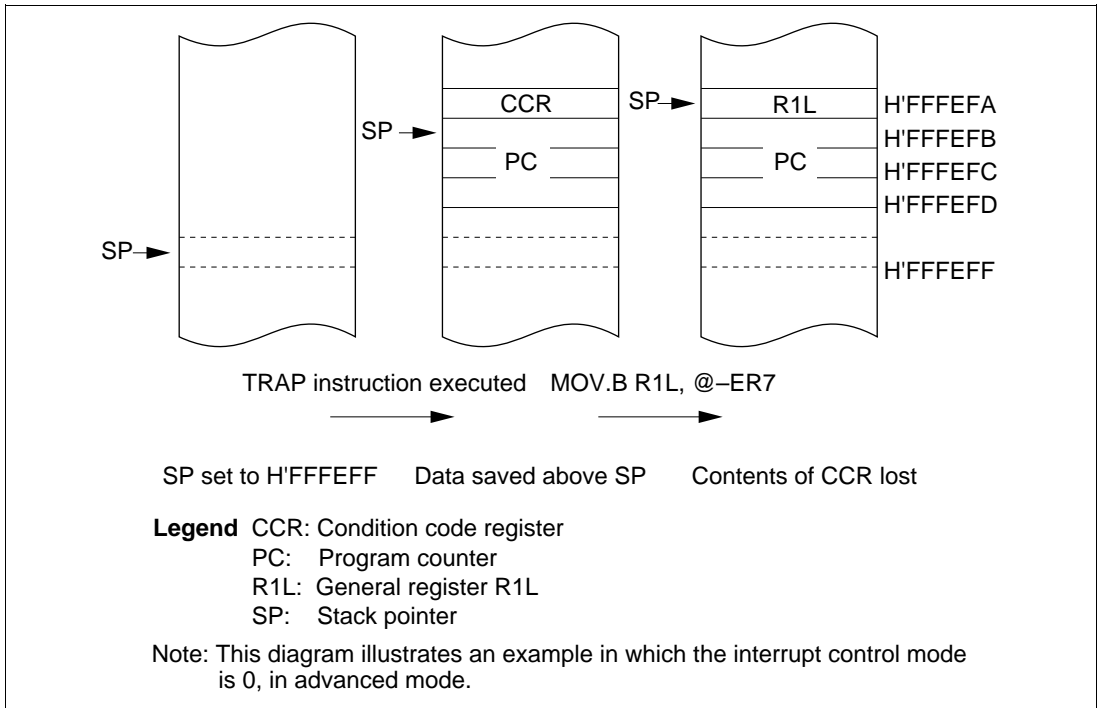 CCR SP R1L H'FFFEFA
SP H'FFFEFB
PC PC H'FFFEFC
H'FFFEFD
SP
H'FFFEFF
TRAP instruction executed MOV.B R1L, @–ER7
SP set to H'FFFEFF Data saved above SP Contents of CCR lost
Legend CCR: Condition code register
PC: Program counter
R1L: General register R1L
SP: Stack pointer
Note: This diagram illustrates an example in which the interrupt control mode
is 0, in advanced mode.